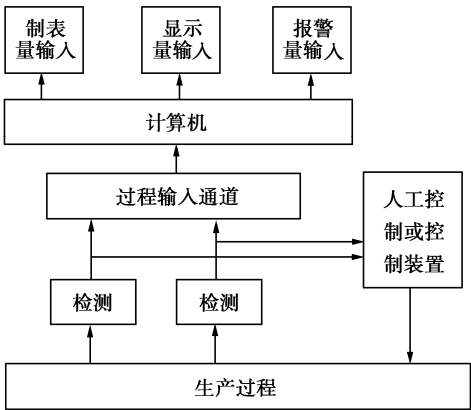 制表
量输入
显示
量输入
报警
量输入
计算机
过程输入通道
人工控
制或控
制装置
检测
检测
生产过程